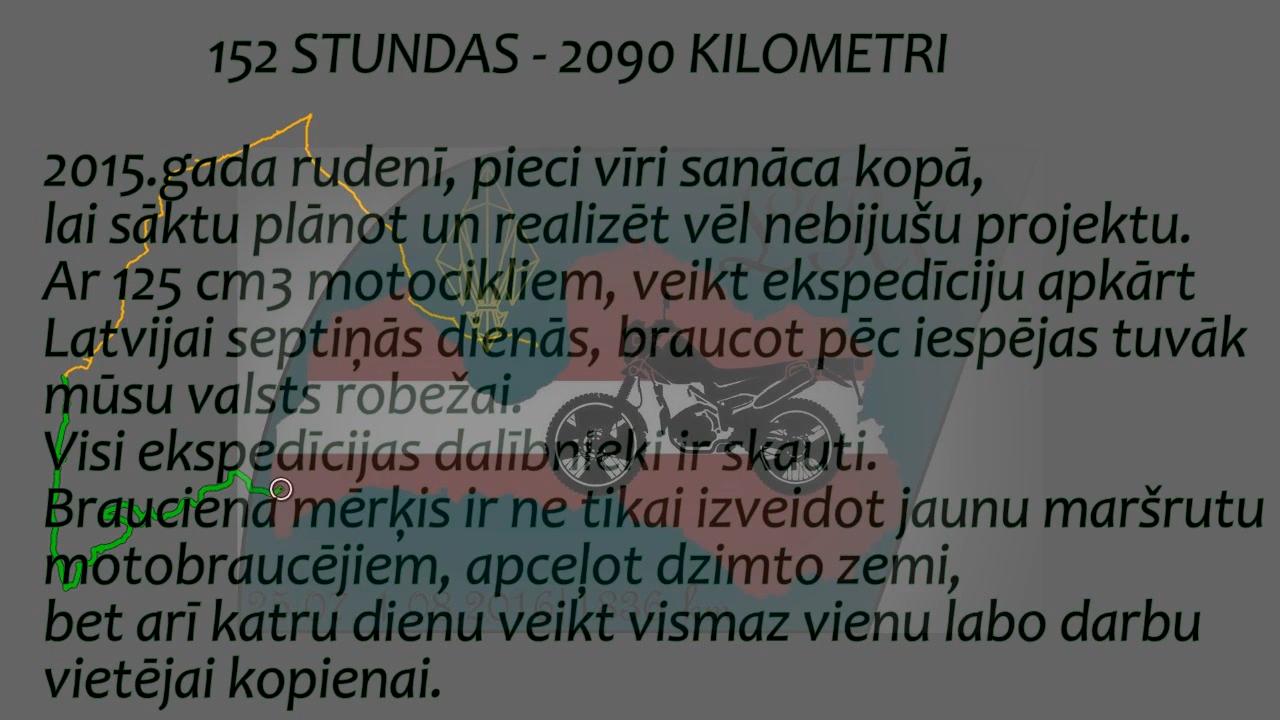 152 STUNDAS - 2090 KILOMETRI
2015.gada rudenī, pieci vīri sanāca kopā,
lai sāktu plānot un realizēt vēl nebijušu projektu.
Ar 125 cm3 motocikliem, veikt ekspedīciju apkārt
Latvijai septiņās dienās, braucot pēc iespējas tuvāk
mūsu valsts robežai.
Visi ekspedīcijas dalībnieki ir skauti.
Brauciena mērķis ir ne tikai izveidot jaunu maršrutu
motobraucējiem, apceļot dzimto zemi,
bet arī katru dienu veikt vismaz vienu labo darbu
vietējai kopienai.